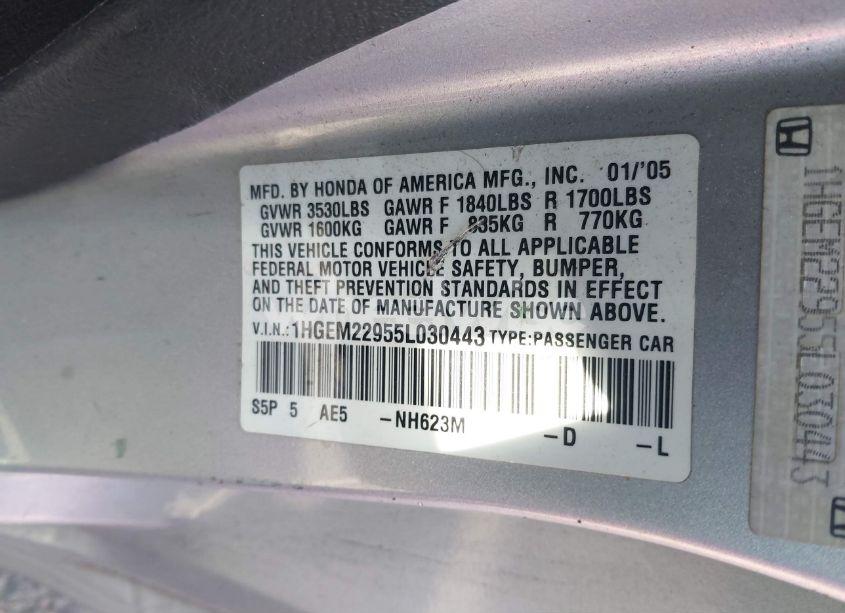 MFD. BY HONDA OF AMERICA MFG., INC. 01/'05
GVWR 3530LBS GAWR F 1840LBS R 1700LBS
GVWR 1600KG GAWR F 835KG R 770KG
THIS VEHICLE CONFORMS TO ALL APPLICABLE
FEDERAL MOTOR VEHICLE SAFETY, BUMPER,
AND THEFT PREVENTION STANDARDS IN EFFECT
ON THE DATE OF MANUFACTURE SHOWN ABOVE.
V.I.N.: 1HGEM22955L030443 TYPE:PASSENGER CAR
S5P 5 AE5 -NH623M -D -L
1HGEM22955L030443